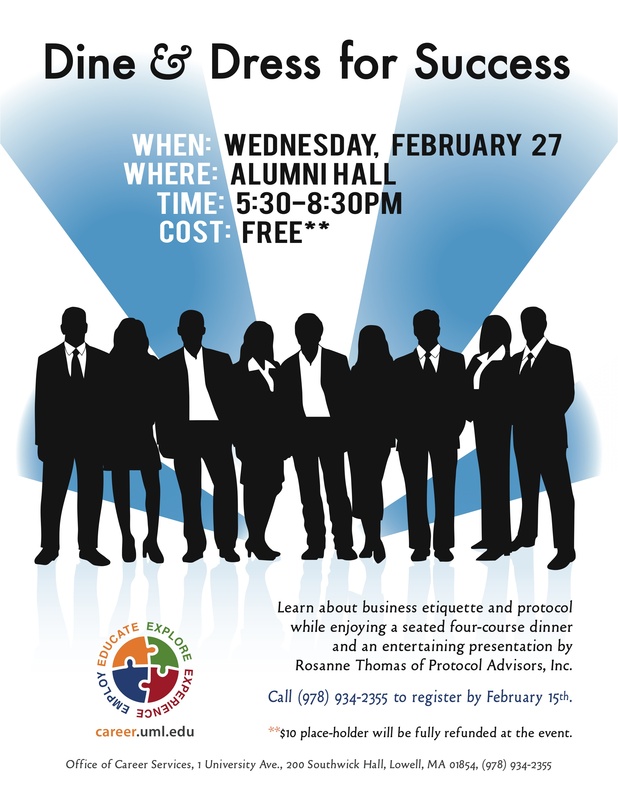 Dine & Dress for Success
WHEN: WEDNESDAY, FEBRUARY 27
WHERE: ALUMNI HALL
TIME: 5:30-8:30PM
COST: FREE**
Learn about business etiquette and protocol
while enjoying a seated four-course dinner
and an entertaining presentation by
Rosanne Thomas of Protocol Advisors, Inc.
Call (978) 934-2355 to register by February 15th.
**$10 place-holder will be fully refunded at the event.
EDUCATE EXPLORE
EXPERIENCE EMPLOY
career.uml.edu
Office of Career Services, 1 University Ave., 200 Southwick Hall, Lowell, MA 01854, (978) 934-2355